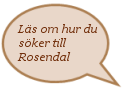 Läs om hur du
söker till
Rosendal